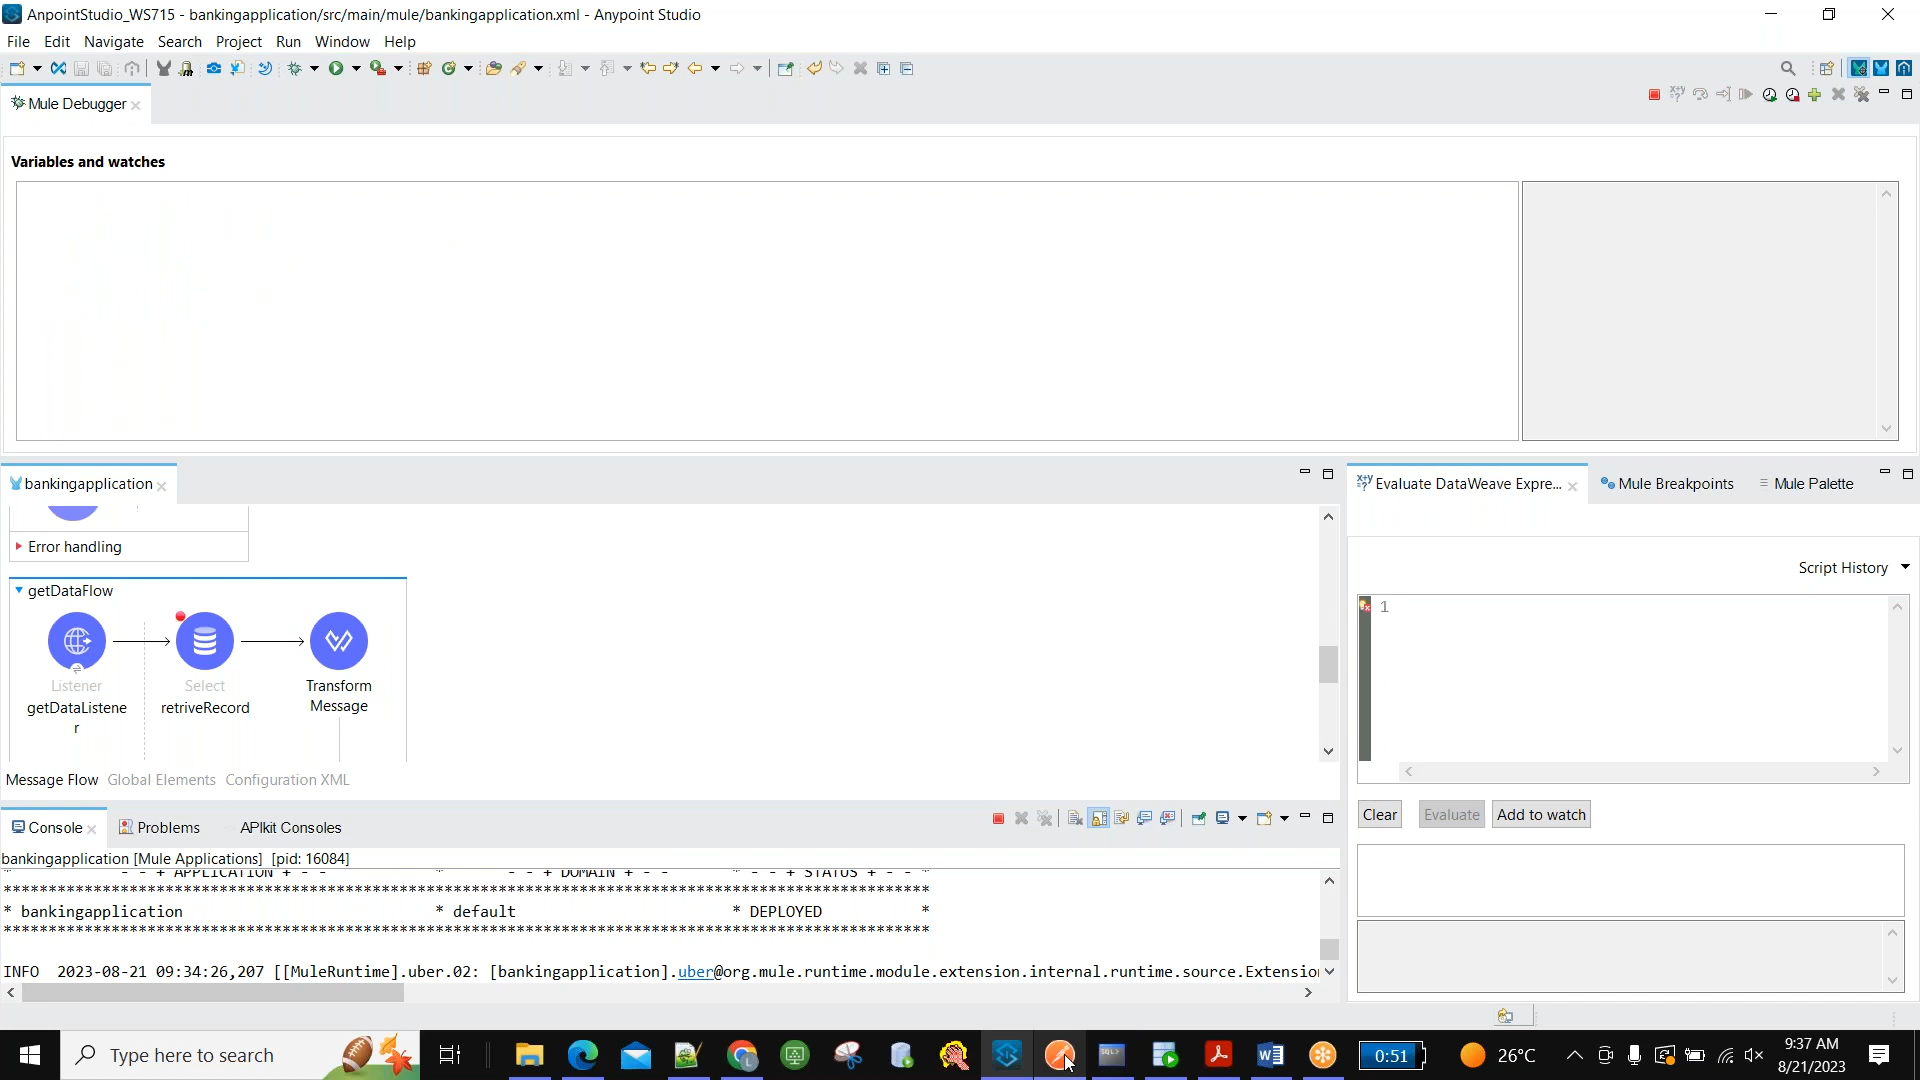 AnpointStudio_WS715 - bankingapplication/src/main/mule/bankingapplication.xml - Anypoint Studio
File Edit Navigate Search Project Run Window Help
Mule Debugger
Variables and watches
bankingapplication
Error handling
getDataFlow
Listener
getDataListene
r
Select
retriveRecord
Transform
Message
Message Flow Global Elements Configuration XML
Evaluate DataWeave Expre... Mule Breakpoints Mule Palette
Script History
1
Clear Evaluate Add to watch
Console Problems APIkit Consoles
bankingapplication [Mule Applications] [pid: 16084]
* - - + APPLICATION + - - * - - + DOMAIN + - - * - - + STATUS + - - *
* bankingapplication * default * DEPLOYED *
INFO 2023-08-21 09:34:26,207 [[MuleRuntime].uber.02: [bankingapplication].uber@org.mule.runtime.module.extension.internal.runtime.source.Extensio
Type here to search
SQL>
0:51
26°C
9:37 AM
8/21/2023